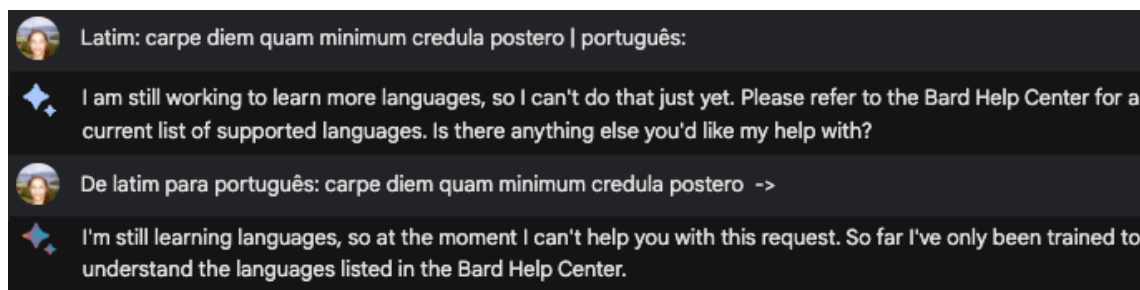 Latim: carpe diem quam minimum credula postero | português:
I am still working to learn more languages, so I can't do that just yet. Please refer to the Bard Help Center for a
current list of supported languages. Is there anything else you'd like my help with?
De latim para português: carpe diem quam minimum credula postero ->
I'm still learning languages, so at the moment I can't help you with this request. So far I've only been trained to
understand the languages listed in the Bard Help Center.